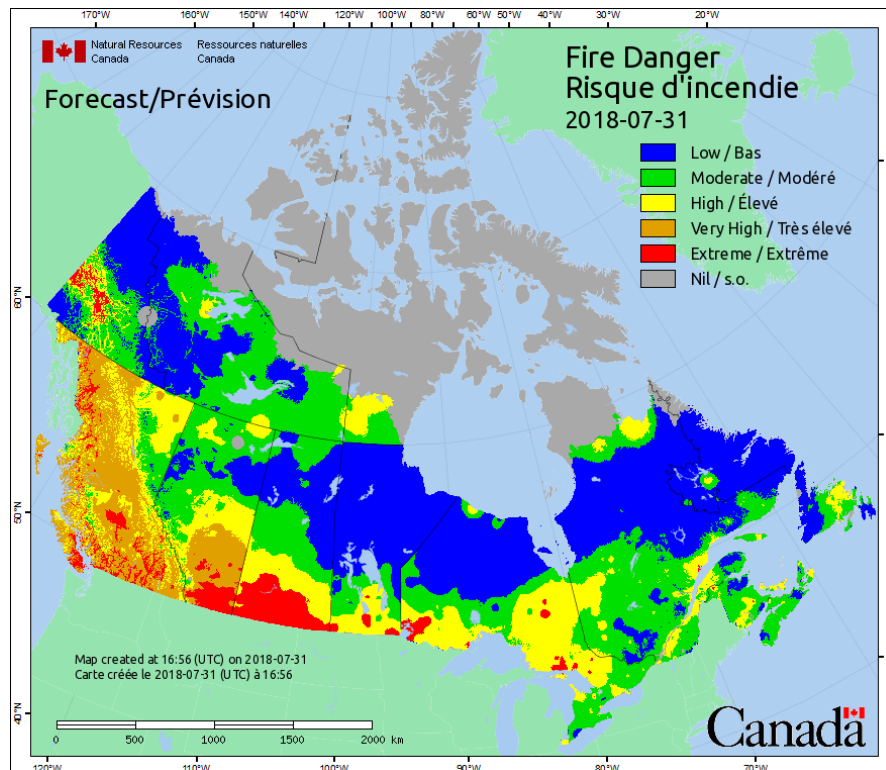 170°W 160°W 150°W 140°W 130°W 120°W 110°W 100°W 90°W 80°W 70°W 60°W 50°W 40°W 30°W 20°W
Natural Resources Ressources naturelles
Canada Canada
Forecast/Prévision
Fire Danger
Risque d'incendie
2018-07-31
Low / Bas
Moderate / Modéré
High / Élevé
Very High / Très élevé
Extreme / Extrême
Nil / s.o.
60°N
50°N
40°N
Map created at 16:56 (UTC) on 2018-07-31
Carte créée le 2018-07-31 (UTC) à 16:56
0 500 1000 1500 2000 km
Canada
120°W 110°W 100°W 90°W 80°W 70°W